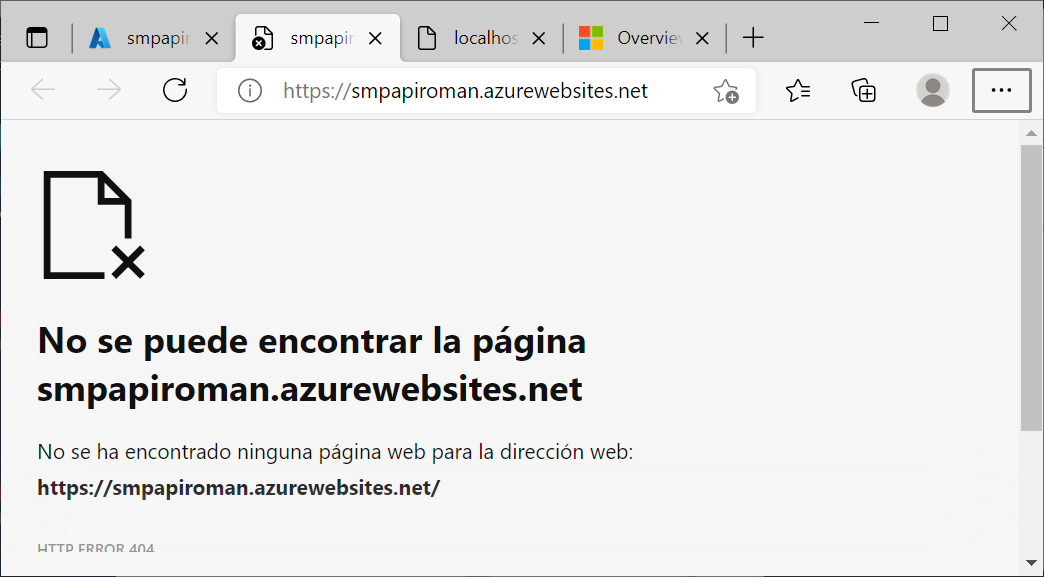 smpapir
smpapir
localhos
Overview
https://smpapiroman.azurewebsites.net
No se puede encontrar la página
smpapiroman.azurewebsites.net
No se ha encontrado ninguna página web para la dirección web:
https://smpapiroman.azurewebsites.net/
HTTP ERROR 404